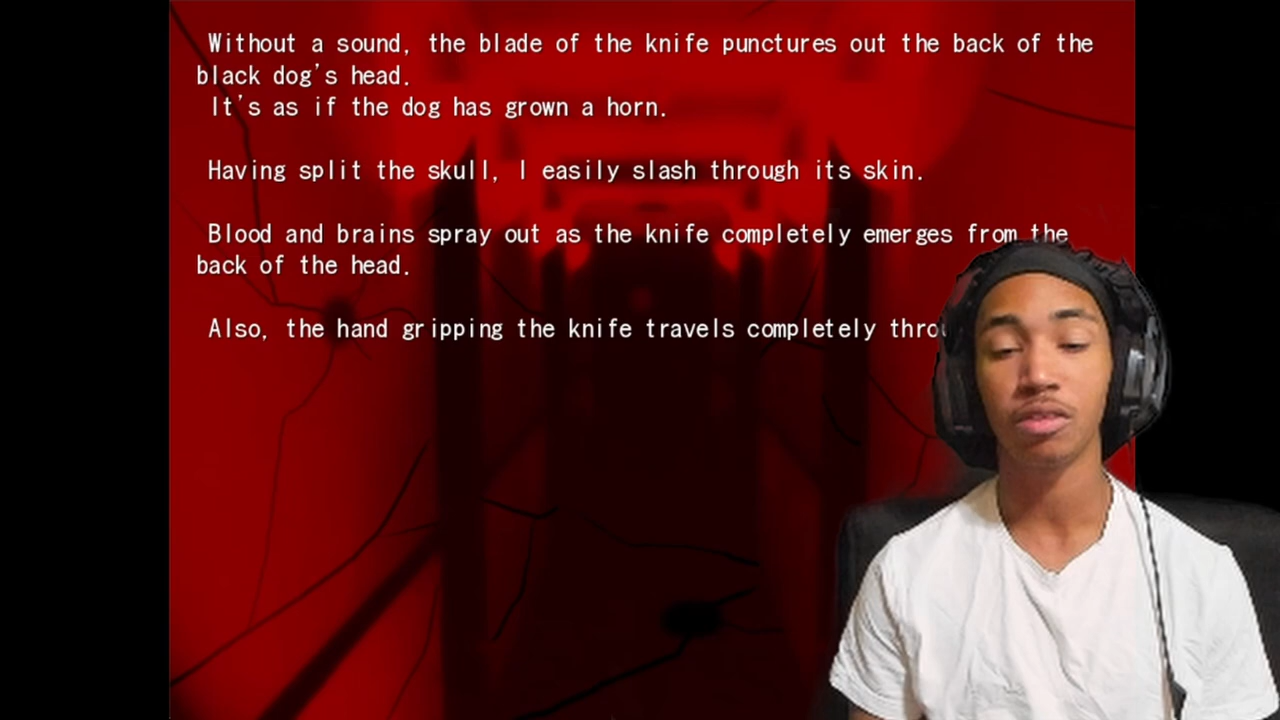 Without a sound, the blade of the knife punctures out the back of the
black dog's head.
It's as if the dog has grown a horn.
Having split the skull, I easily slash through its skin.
Blood and brains spray out as the knife completely emerges from the
back of the head.
Also, the hand gripping the knife travels completely